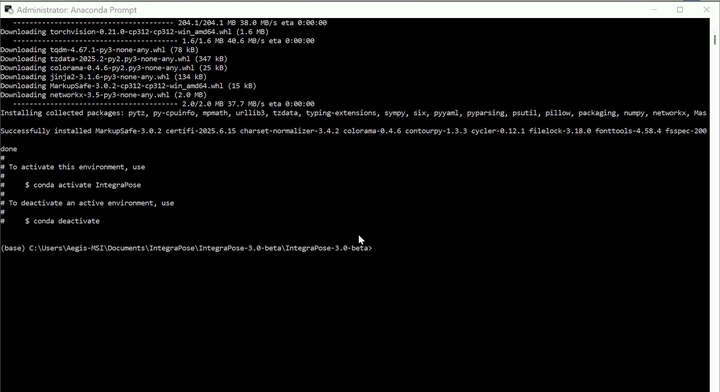 Administrator: Anaconda Prompt
---------------------------------------- 204.1/204.1 MB 38.0 MB/s eta 0:00:00
Downloading torchvision-0.21.0-cp312-cp312-win_amd64.whl (1.6 MB)
---------------------------------------- 1.6/1.6 MB 40.6 MB/s eta 0:00:00
Downloading tqdm-4.67.1-py3-none-any.whl (78 kB)
Downloading tzdata-2025.2-py2.py3-none-any.whl (347 kB)
Downloading colorama-0.4.6-py2.py3-none-any.whl (25 kB)
Downloading jinja2-3.1.6-py3-none-any.whl (134 kB)
Downloading MarkupSafe-3.0.2-cp312-cp312-win_amd64.whl (15 kB)
Downloading networkx-3.5-py3-none-any.whl (2.0 MB)
---------------------------------------- 2.0/2.0 MB 37.7 MB/s eta 0:00:00
Installing collected packages: pytz, py-cpuinfo, mpmath, urllib3, tzdata, typing-extensions, sympy, six, pyyaml, pyparsing, psutil, pillow, packaging, numpy, networkx, Mas
Successfully installed MarkupSafe-3.0.2 certifi-2025.6.15 charset-normalizer-3.4.2 colorama-0.4.6 contourpy-1.3.3 cycler-0.12.1 filelock-3.18.0 fonttools-4.58.4 fsspec-200
done
#
# To activate this environment, use
#
#     $ conda activate IntegraPose
#
# To deactivate an active environment, use
#
#     $ conda deactivate
(base) C:\Users\Aegis-MSI\Documents\IntegraPose\IntegraPose-3.0-beta\IntegraPose-3.0-beta>